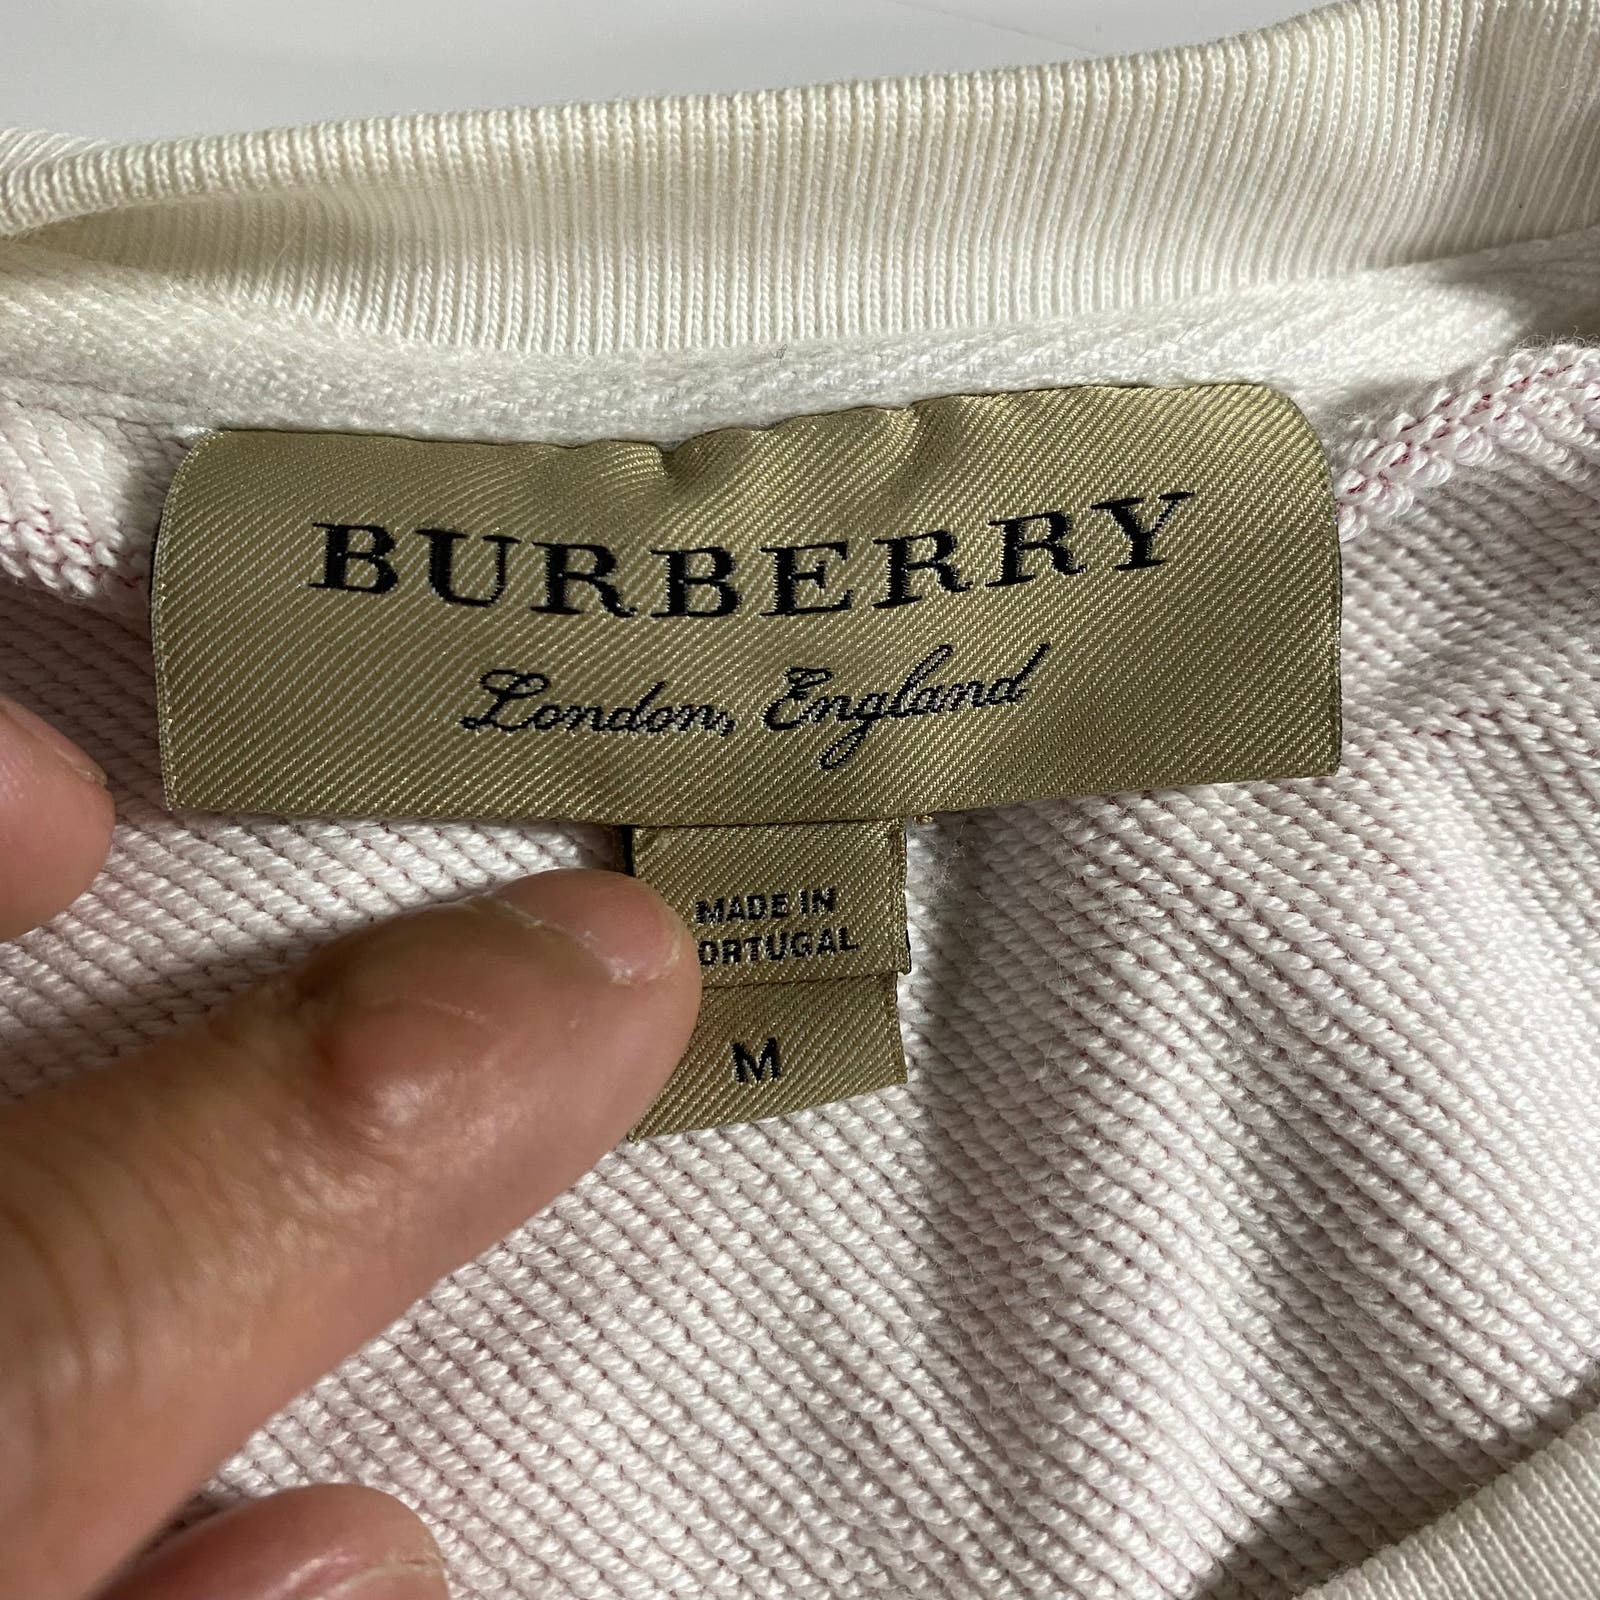 BURBERRY
London, England
MADE IN
ORTUGAL
M